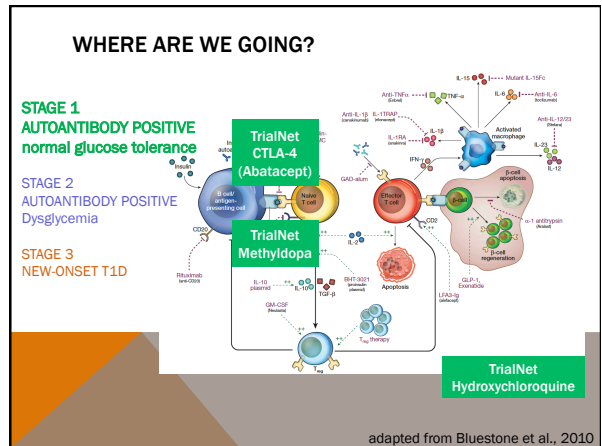 WHERE ARE WE GOING?
STAGE 1
AUTOANTIBODY POSITIVE
normal glucose tolerance
STAGE 2
AUTOANTIBODY POSITIVE
Dysglycemia
STAGE 3
NEW-ONSET T1D
TrialNet
CTLA-4
(Abatacept)
TrialNet
Methyldopa
TrialNet
Hydroxychloroquine
Insulin
B cell/
antigen-
presenting cell
Naive
T cell
CD20
Rituximab
(anti-CD20)
IL-10
plasmid
IL-10
TGF-β
GM-CSF
(Neulasta)
Treg
Treg therapy
BHT-3021
(proinsulin
plasmid)
IL-2
Apoptosis
GAD-alum
Effector
T cell
CD2
LFA3-Ig
(alefacept)
β-cell
β-cell
apoptosis
α-1 antitrypsin
(Aralast)
β-cell
regeneration
GLP-1,
Exenatide
IFN-γ
Activated
macrophage
IL-15
Mutant IL-15Fc
IL-6
Anti-IL-6
(tocilizumab)
Anti-TNFα
(Enbrel)
TNF-α
Anti-IL-1β
(canakinumab)
IL-1TRAP
(rilonacept)
IL-1β
IL-1RA
(anakinra)
Anti-IL-12/23
(Stelara)
IL-23
IL-12
adapted from Bluestone et al., 2010